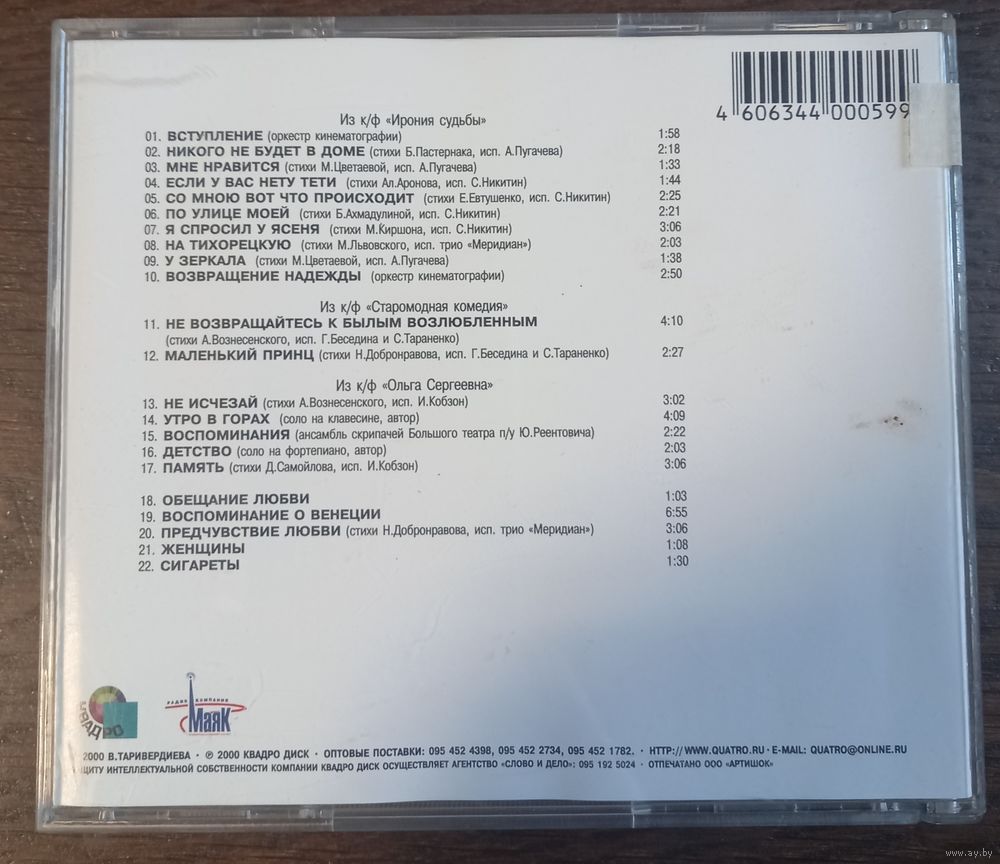 4 606344 000599
Из к/ф «Ирония судьбы»
01. ВСТУПЛЕНИЕ (оркестр кинематографии) 1:58
02. НИКОГО НЕ БУДЕТ В ДОМЕ (стихи Б.Пастернака, исп. А.Пугачева) 2:18
03. МНЕ НРАВИТСЯ (стихи М.Цветаевой, исп. А.Пугачева) 1:33
04. ЕСЛИ У ВАС НЕТУ ТЕТИ (стихи Ал.Аронова, исп. С.Никитин) 1:44
05. СО МНОЮ ВОТ ЧТО ПРОИСХОДИТ (стихи Е.Евтушенко, исп. С.Никитин) 2:25
06. ПО УЛИЦЕ МОЕЙ (стихи Б.Ахмадулиной, исп. С.Никитин) 2:21
07. Я СПРОСИЛ У ЯСЕНЯ (стихи М.Киршона, исп. С.Никитин) 3:06
08. НА ТИХОРЕЦКУЮ (стихи М.Львовского, исп. трио «Меридиан») 2:03
09. У ЗЕРКАЛА (стихи М.Цветаевой, исп. А.Пугачева) 1:38
10. ВОЗВРАЩЕНИЕ НАДЕЖДЫ (оркестр кинематографии) 2:50
Из к/ф «Старомодная комедия»
11. НЕ ВОЗВРАЩАЙТЕСЬ К БЫЛЫМ ВОЗЛЮБЛЕННЫМ 4:10
(стихи А.Вознесенского, исп. Г.Беседина и С.Тараненко)
12. МАЛЕНЬКИЙ ПРИНЦ (стихи Н.Добронравова, исп. Г.Беседина и С.Тараненко) 2:27
Из к/ф «Ольга Сергеевна»
13. НЕ ИСЧЕЗАЙ (стихи А.Вознесенского, исп. И.Кобзон) 3:02
14. УТРО В ГОРАХ (соло на клавесине, автор) 4:09
15. ВОСПОМИНАНИЯ (ансамбль скрипачей Большого театра п/у Ю.Реентовича) 2:22
16. ДЕТСТВО (соло на фортепиано, автор) 2:03
17. ПАМЯТЬ (стихи Д.Самойлова, исп. И.Кобзон) 3:06
18. ОБЕЩАНИЕ ЛЮБВИ 1:03
19. ВОСПОМИНАНИЕ О ВЕНЕЦИИ 6:55
20. ПРЕДЧУВСТВИЕ ЛЮБВИ (стихи Н.Добронравова, исп. трио «Меридиан») 3:06
21. ЖЕНЩИНЫ 1:08
22. СИГАРЕТЫ 1:30
КВАДРО
РАДИОКОМПАНИЯ
МАЯК
2000 В.ТАРИВЕРДИЕВА · ℗ 2000 КВАДРО ДИСК · ОПТОВЫЕ ПОСТАВКИ: 095 452 4398, 095 452 2734, 095 452 1782. · HTTP://WWW.QUATRO.RU · E-MAIL: QUATRO@ONLINE.RU
ЩИТУ ИНТЕЛЛЕКТУАЛЬНОЙ СОБСТВЕННОСТИ КОМПАНИИ КВАДРО ДИСК ОСУЩЕСТВЛЯЕТ АГЕНТСТВО «СЛОВО И ДЕЛО»: 095 192 5024 · ОТПЕЧАТАНО ООО «АРТИШОК»
www.ay.by